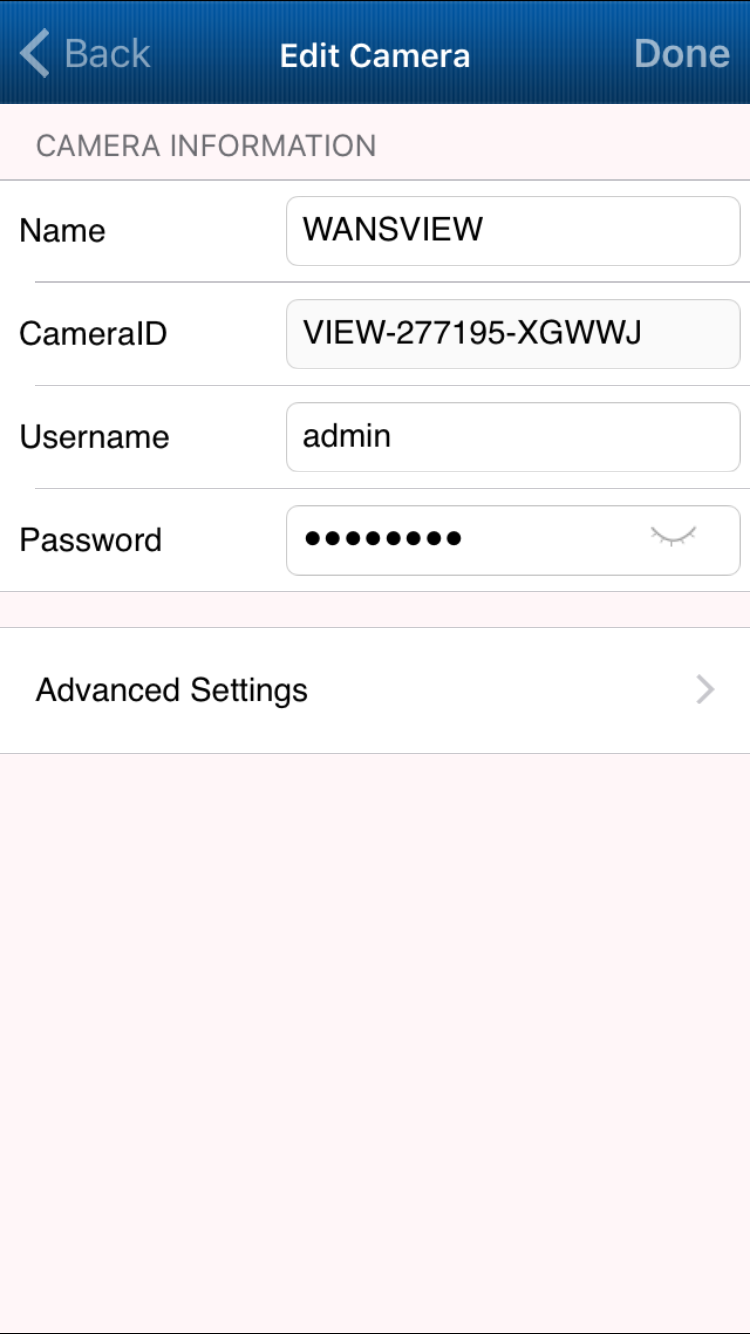 Back Edit Camera Done
CAMERA INFORMATION
Name WANSVIEW
CameraID VIEW-277195-XGWWJ
Username admin
Password ••••••••
Advanced Settings